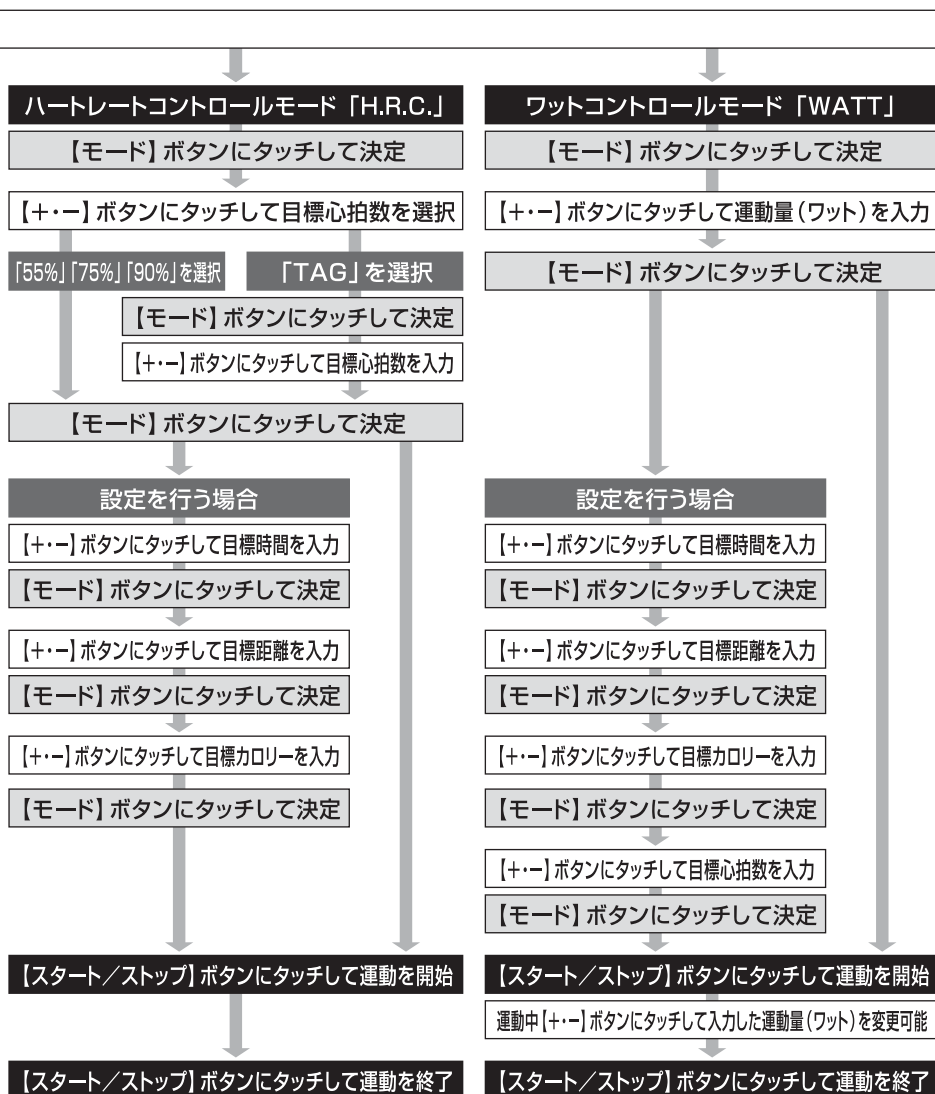 ハートレートコントロールモード「H.R.C.」
【モード】ボタンにタッチして決定
【+・-】ボタンにタッチして目標心拍数を選択
「55%」「75%」「90%」を選択
「TAG」を選択
【モード】ボタンにタッチして決定
【+・-】ボタンにタッチして目標心拍数を入力
【モード】ボタンにタッチして決定
設定を行う場合
【+・-】ボタンにタッチして目標時間を入力
【モード】ボタンにタッチして決定
【+・-】ボタンにタッチして目標距離を入力
【モード】ボタンにタッチして決定
【+・-】ボタンにタッチして目標カロリーを入力
【モード】ボタンにタッチして決定
【スタート/ストップ】ボタンにタッチして運動を開始
【スタート/ストップ】ボタンにタッチして運動を終了
ワットコントロールモード「WATT」
【モード】ボタンにタッチして決定
【+・-】ボタンにタッチして運動量(ワット)を入力
【モード】ボタンにタッチして決定
設定を行う場合
【+・-】ボタンにタッチして目標時間を入力
【モード】ボタンにタッチして決定
【+・-】ボタンにタッチして目標距離を入力
【モード】ボタンにタッチして決定
【+・-】ボタンにタッチして目標カロリーを入力
【モード】ボタンにタッチして決定
【+・-】ボタンにタッチして目標心拍数を入力
【モード】ボタンにタッチして決定
【スタート/ストップ】ボタンにタッチして運動を開始
運動中【+・-】ボタンにタッチして入力した運動量(ワット)を変更可能
【スタート/ストップ】ボタンにタッチして運動を終了